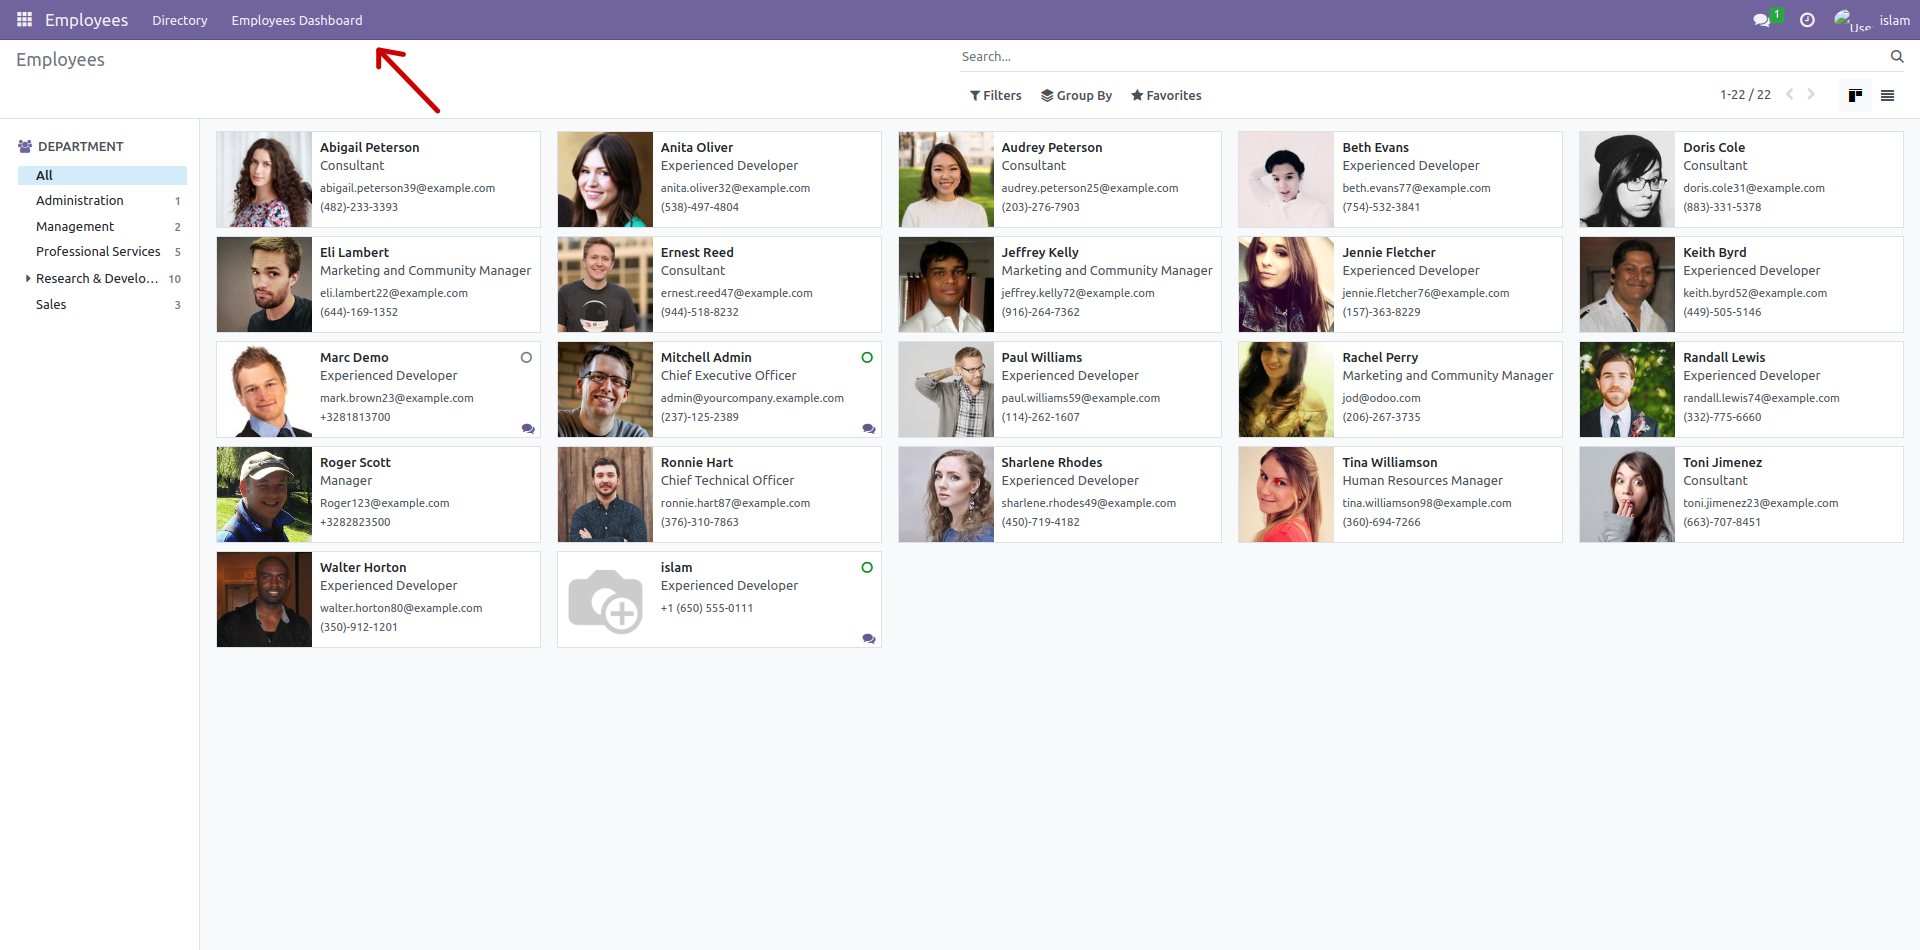 Employees Directory Employees Dashboard 1 Use islam
Employees
Search...
Filters Group By Favorites 1-22 / 22
DEPARTMENT
All
Administration 1
Management 2
Professional Services 5
Research & Develo... 10
Sales 3
Abigail Peterson
Consultant
abigail.peterson39@example.com
(482)-233-3393
Anita Oliver
Experienced Developer
anita.oliver32@example.com
(538)-497-4804
Audrey Peterson
Consultant
audrey.peterson25@example.com
(203)-276-7903
Beth Evans
Experienced Developer
beth.evans77@example.com
(754)-532-3841
Doris Cole
Consultant
doris.cole31@example.com
(883)-331-5378
Eli Lambert
Marketing and Community Manager
eli.lambert22@example.com
(644)-169-1352
Ernest Reed
Consultant
ernest.reed47@example.com
(944)-518-8232
Jeffrey Kelly
Marketing and Community Manager
jeffrey.kelly72@example.com
(916)-264-7362
Jennie Fletcher
Experienced Developer
jennie.fletcher76@example.com
(157)-363-8229
Keith Byrd
Experienced Developer
keith.byrd52@example.com
(449)-505-5146
Marc Demo
Experienced Developer
mark.brown23@example.com
+3281813700
Mitchell Admin
Chief Executive Officer
admin@yourcompany.example.com
(237)-125-2389
Paul Williams
Experienced Developer
paul.williams59@example.com
(114)-262-1607
Rachel Perry
Marketing and Community Manager
jod@odoo.com
(206)-267-3735
Randall Lewis
Experienced Developer
randall.lewis74@example.com
(332)-775-6660
Roger Scott
Manager
Roger123@example.com
+3282823500
Ronnie Hart
Chief Technical Officer
ronnie.hart87@example.com
(376)-310-7863
Sharlene Rhodes
Experienced Developer
sharlene.rhodes49@example.com
(450)-719-4182
Tina Williamson
Human Resources Manager
tina.williamson98@example.com
(360)-694-7266
Toni Jimenez
Consultant
toni.jimenez23@example.com
(663)-707-8451
Walter Horton
Experienced Developer
walter.horton80@example.com
(350)-912-1201
islam
Experienced Developer
+1 (650) 555-0111